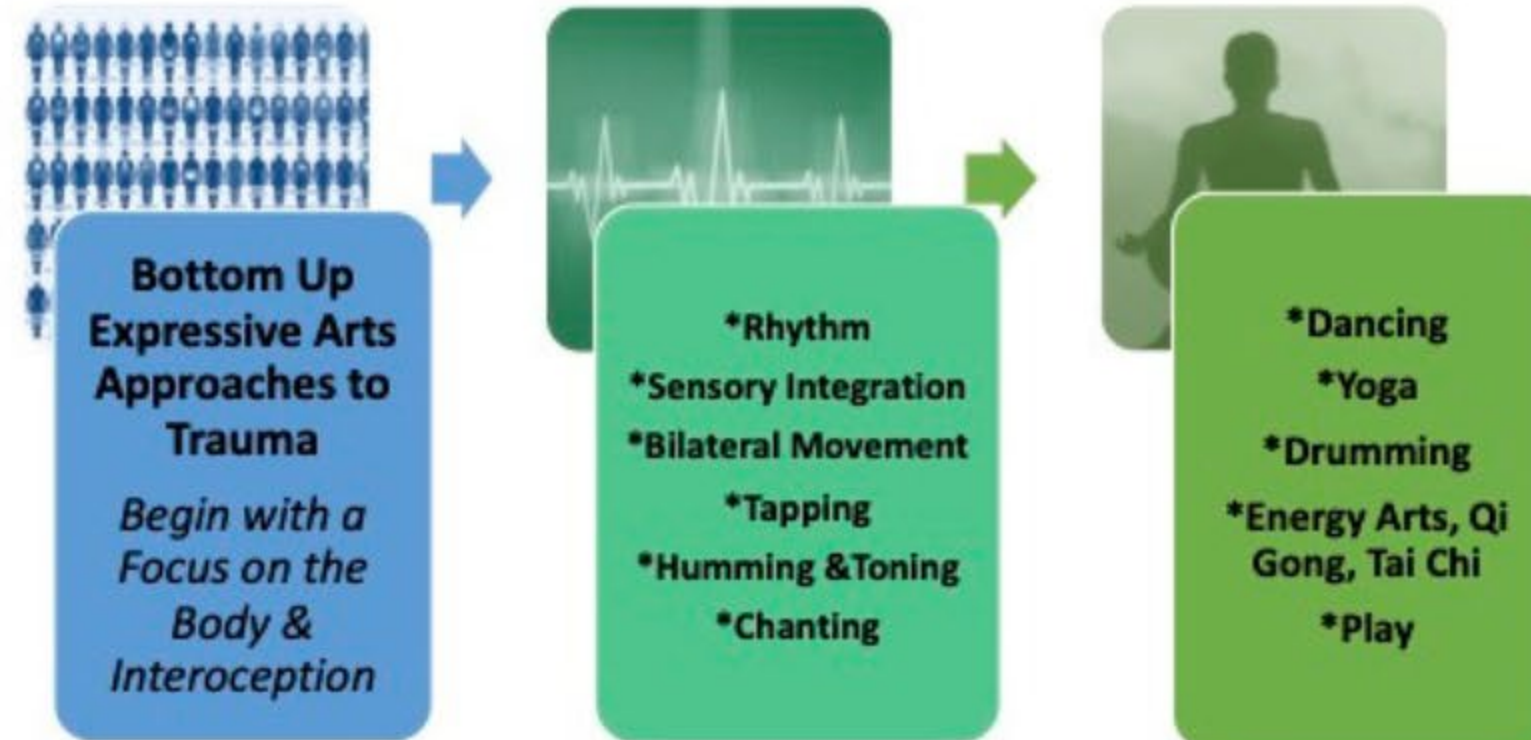 Bottom Up
Expressive Arts
Approaches to
Trauma
Begin with a
Focus on the
Body &
Interoception
*Rhythm
*Sensory Integration
*Bilateral Movement
*Tapping
*Humming &Toning
*Chanting
*Dancing
*Yoga
*Drumming
*Energy Arts, Qi
Gong, Tai Chi
*Play